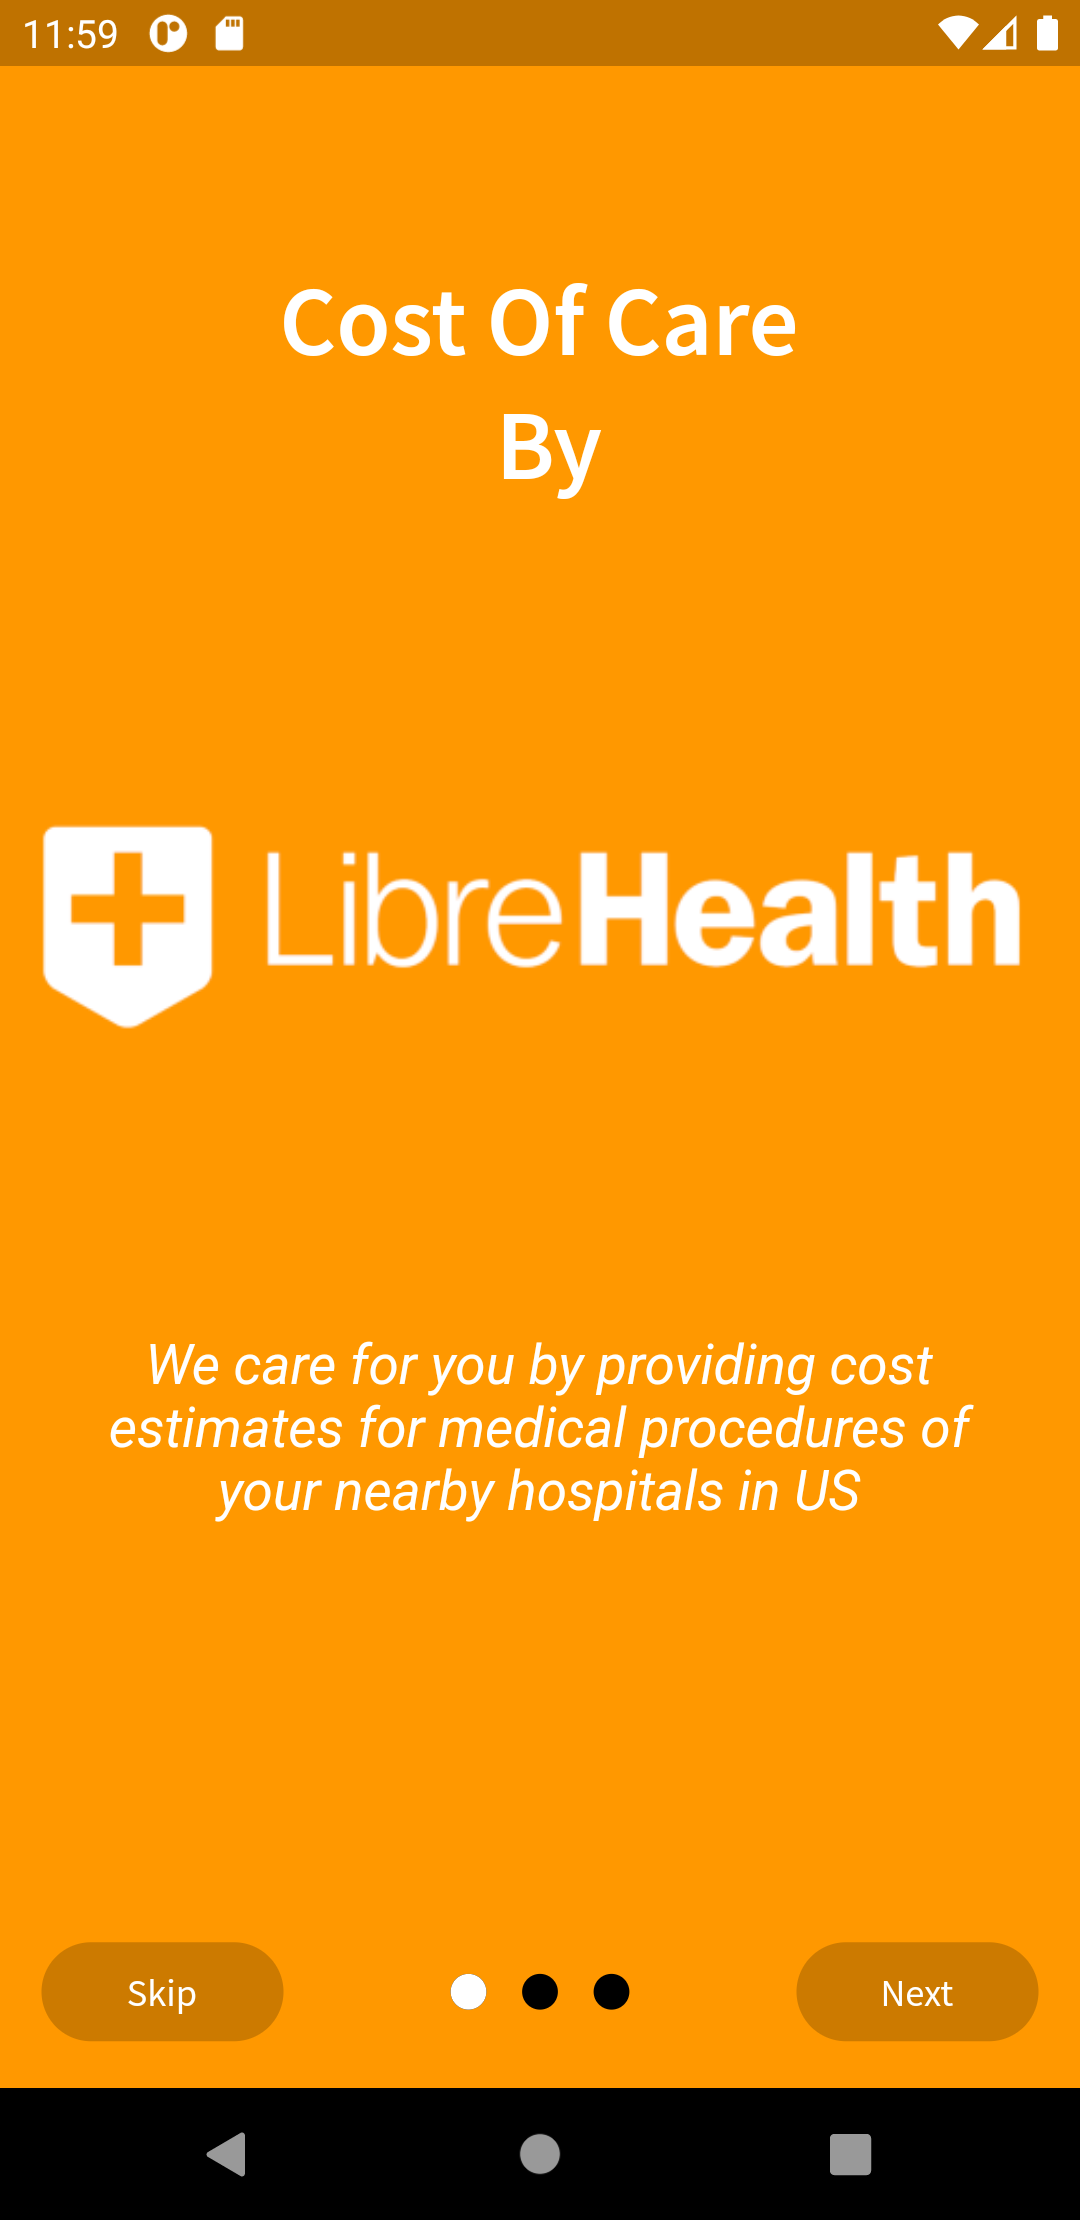 11:59
Cost Of Care
By
LibreHealth
We care for you by providing cost
estimates for medical procedures of
your nearby hospitals in US
Skip
Next